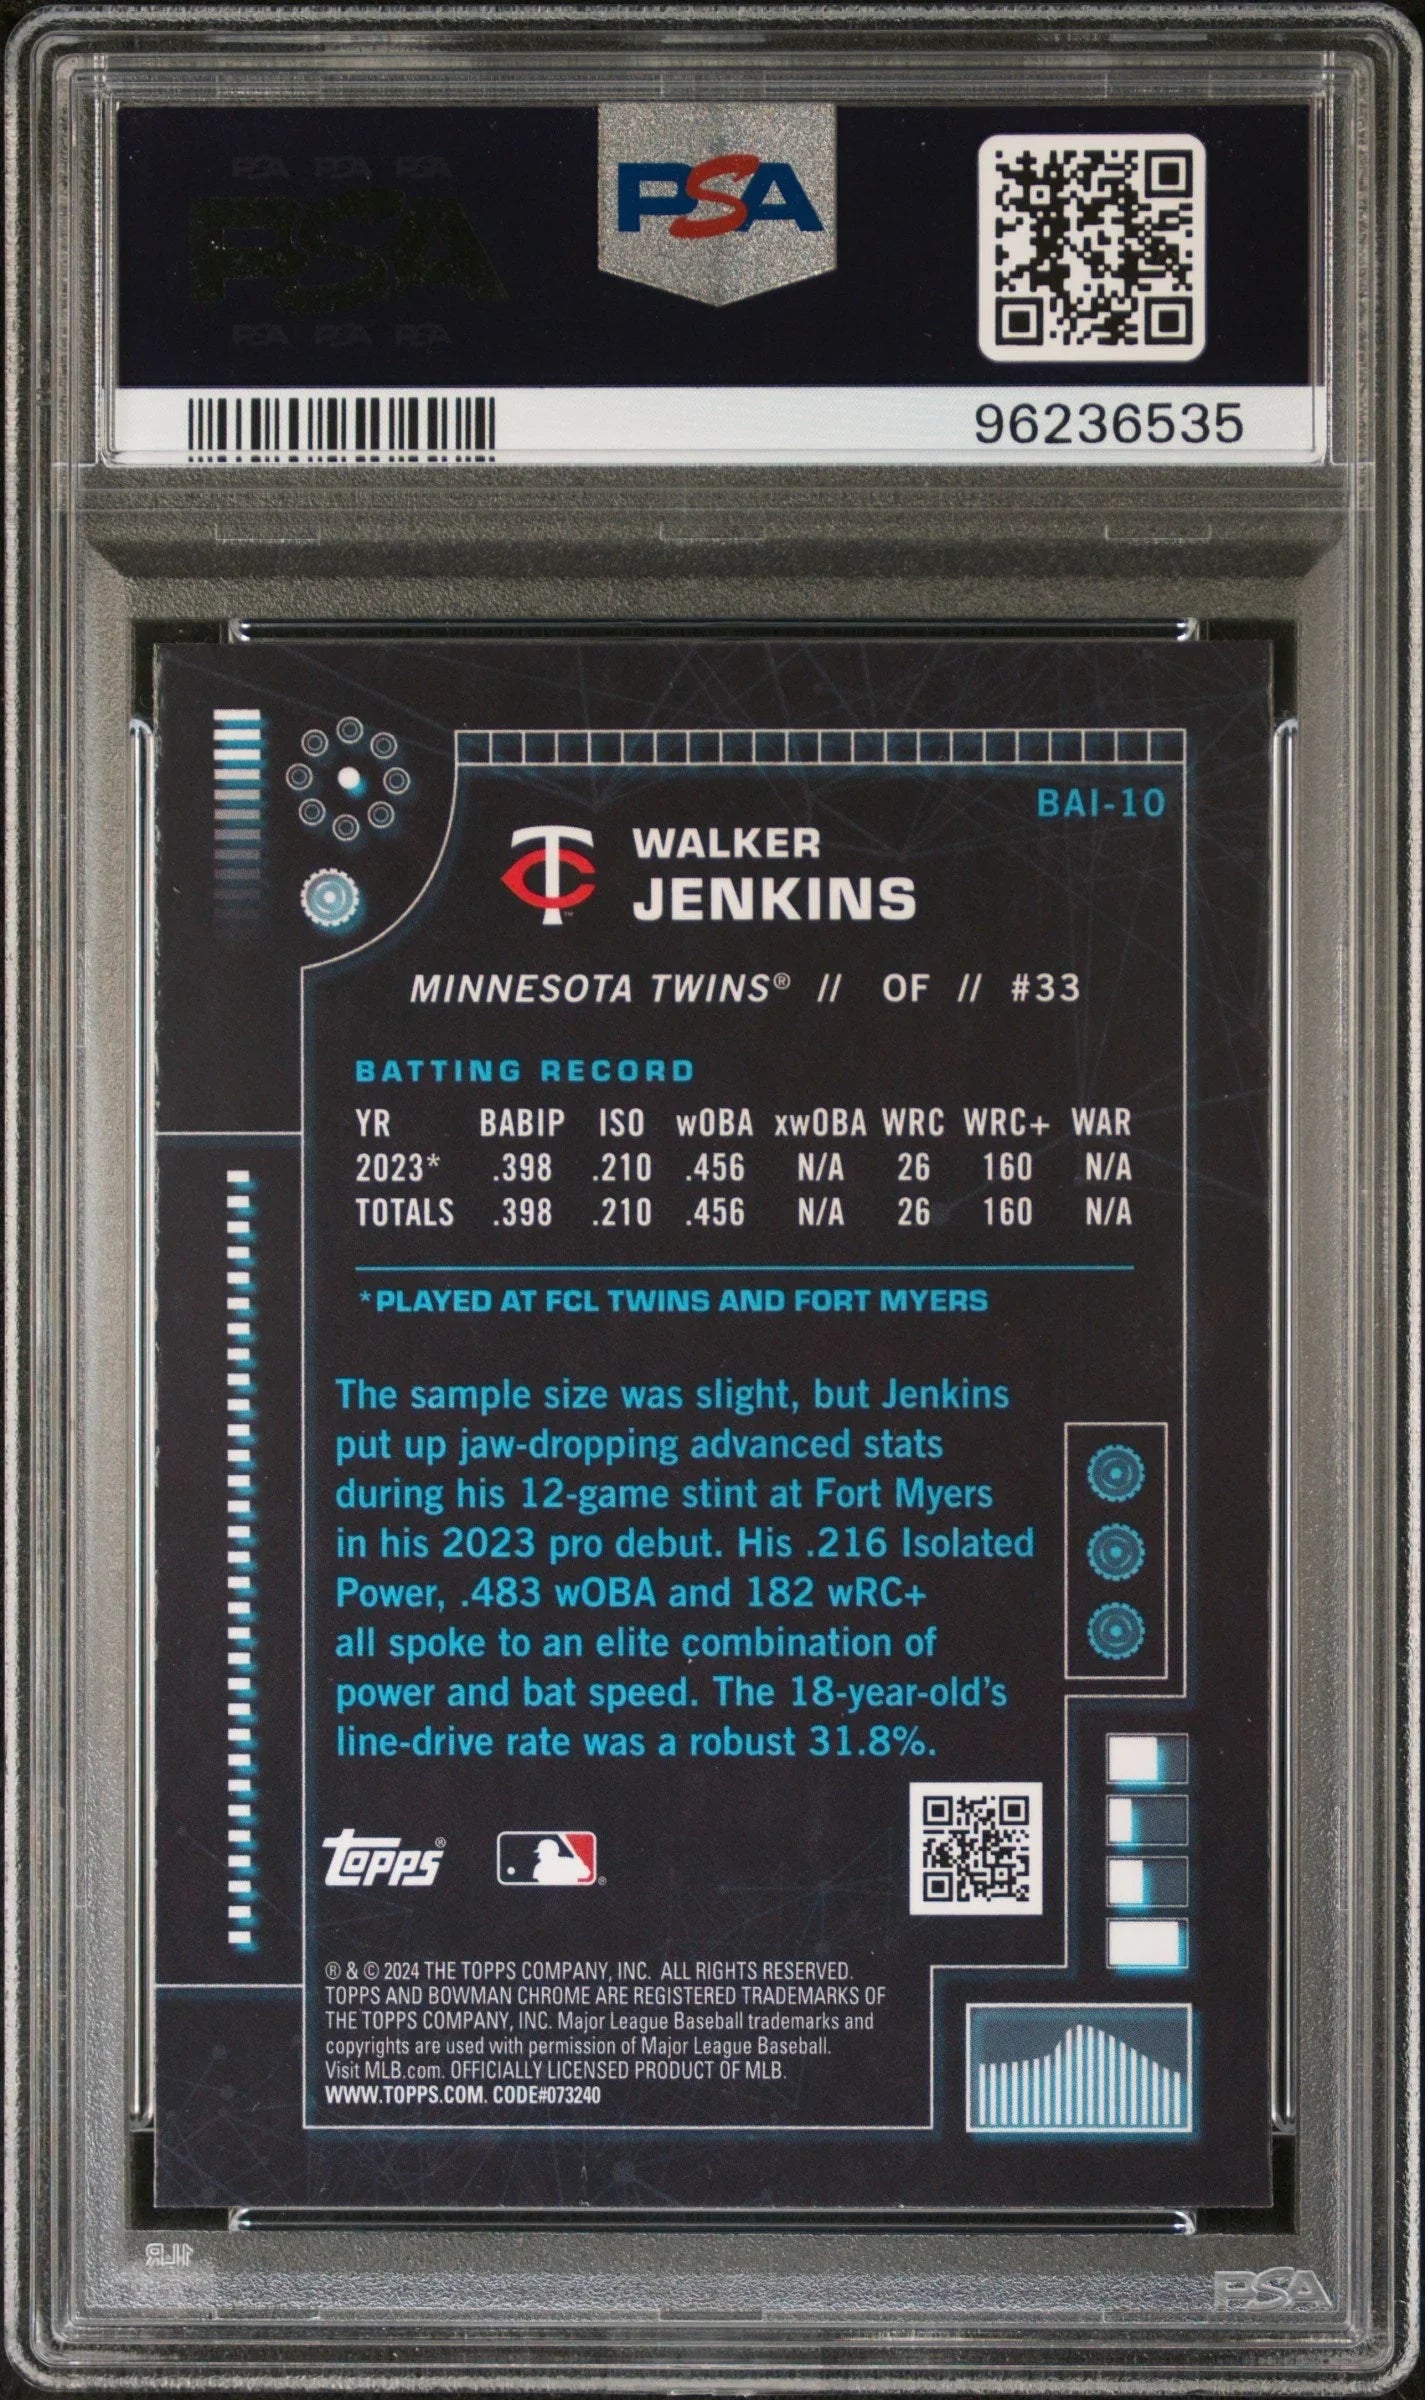 PSA PSA PSA
PSA
PSA PSA PSA
PSA
96236535
BAI-10
WALKER
JENKINS
MINNESOTA TWINS® // OF // #33
BATTING RECORD
YR BABIP ISO wOBA xwOBA WRC WRC+ WAR
2023* .398 .210 .456 N/A 26 160 N/A
TOTALS .398 .210 .456 N/A 26 160 N/A
*PLAYED AT FCL TWINS AND FORT MYERS
The sample size was slight, but Jenkins
put up jaw-dropping advanced stats
during his 12-game stint at Fort Myers
in his 2023 pro debut. His .216 Isolated
Power, .483 wOBA and 182 wRC+
all spoke to an elite combination of
power and bat speed. The 18-year-old's
line-drive rate was a robust 31.8%.
Topps®
® & © 2024 THE TOPPS COMPANY, INC. ALL RIGHTS RESERVED.
TOPPS AND BOWMAN CHROME ARE REGISTERED TRADEMARKS OF
THE TOPPS COMPANY, INC. Major League Baseball trademarks and
copyrights are used with permission of Major League Baseball.
Visit MLB.com. OFFICIALLY LICENSED PRODUCT OF MLB.
WWW.TOPPS.COM. CODE#073240
PSA